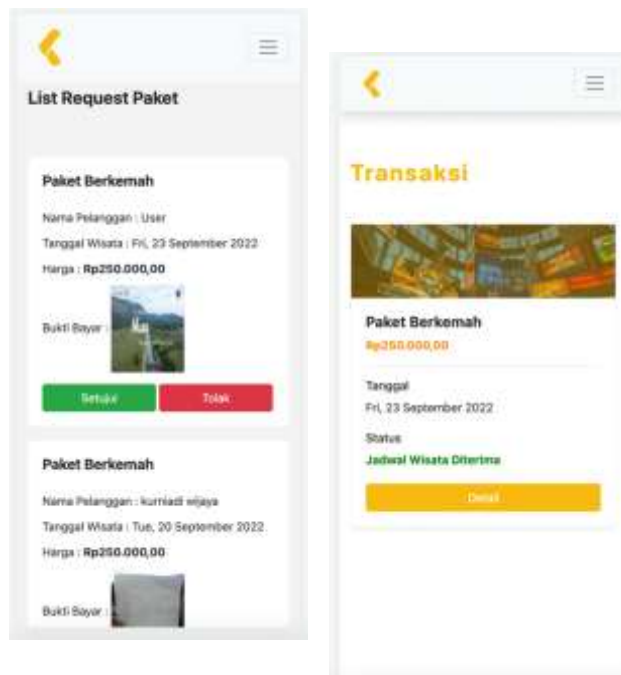 List Request Paket
Paket Berkemah
Nama Pelanggan : User
Tanggal Wisata : Fri, 23 September 2022
Harga : Rp250.000,00
Bukti Bayar :
Setujui
Tolak
Paket Berkemah
Nama Pelanggan : kurniadi wijaya
Tanggal Wisata : Tue, 20 September 2022
Harga : Rp250.000,00
Bukti Bayar :
Transaksi
Paket Berkemah
Rp250.000,00
Tanggal
Fri, 23 September 2022
Status
Jadwal Wisata Diterima
Detail